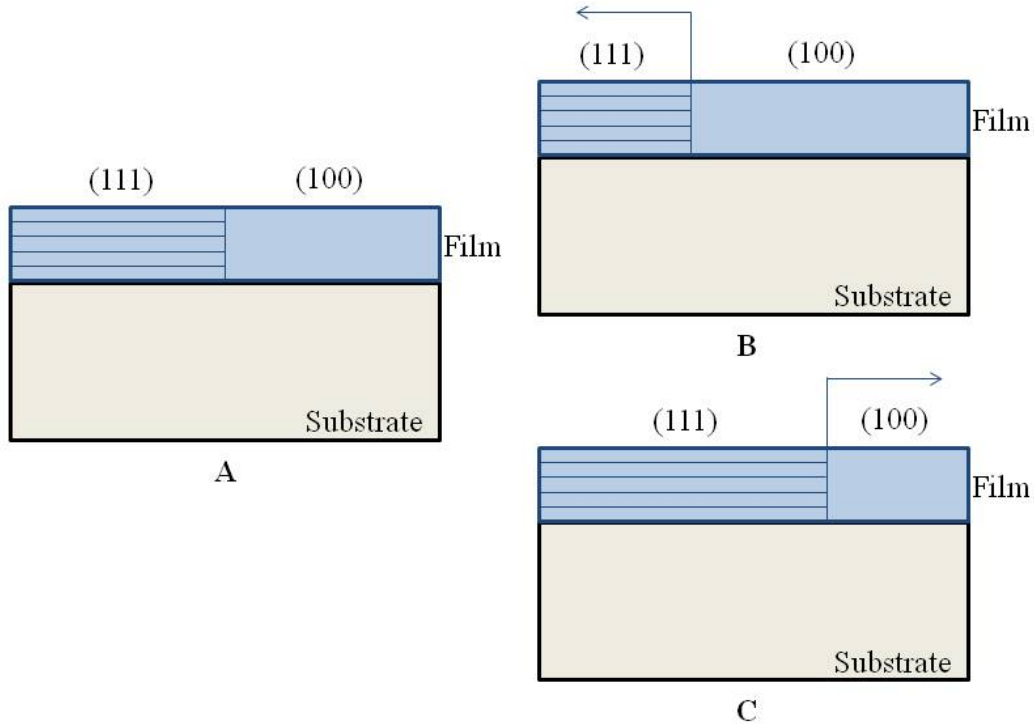 (111) (100)
Film
Substrate
A
(111) (100)
Film
Substrate
B
(111) (100)
Film
Substrate
C